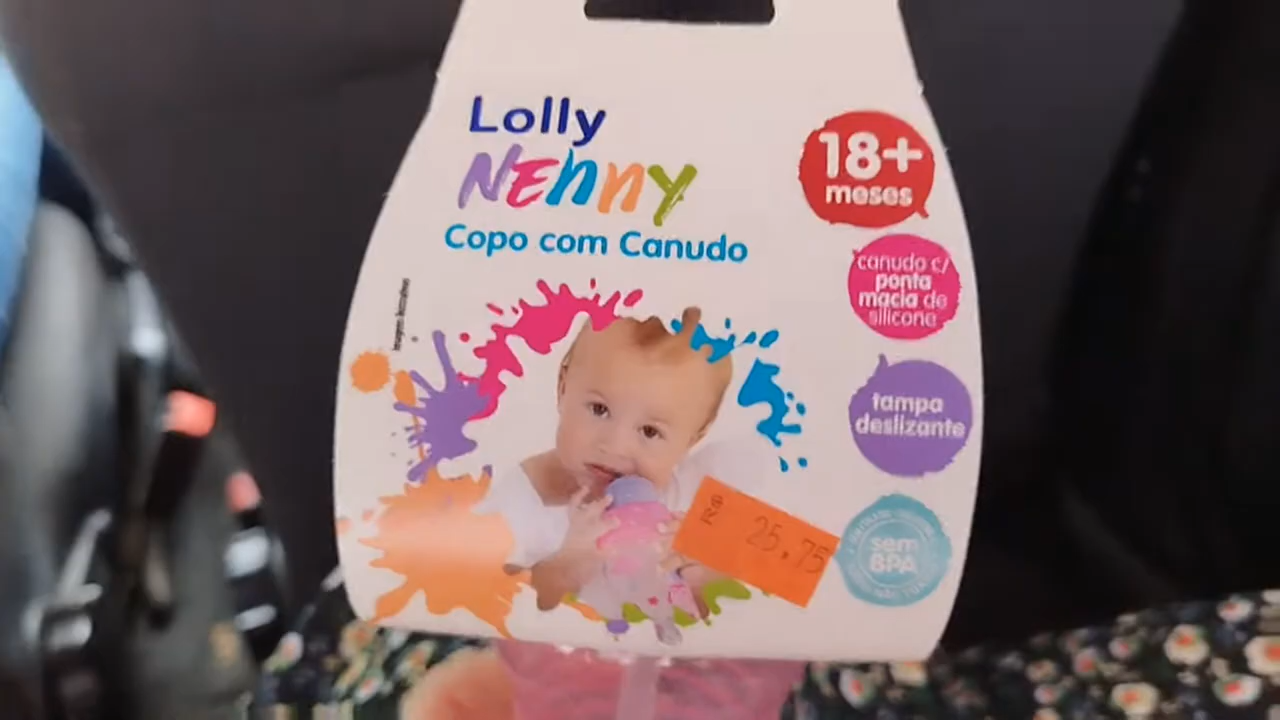 Lolly
Nenny
Copo com Canudo
18+
meses
canudo c/
ponta
macia de
silicone
tampa
deslizante
R$ 25.75
sem
BPA